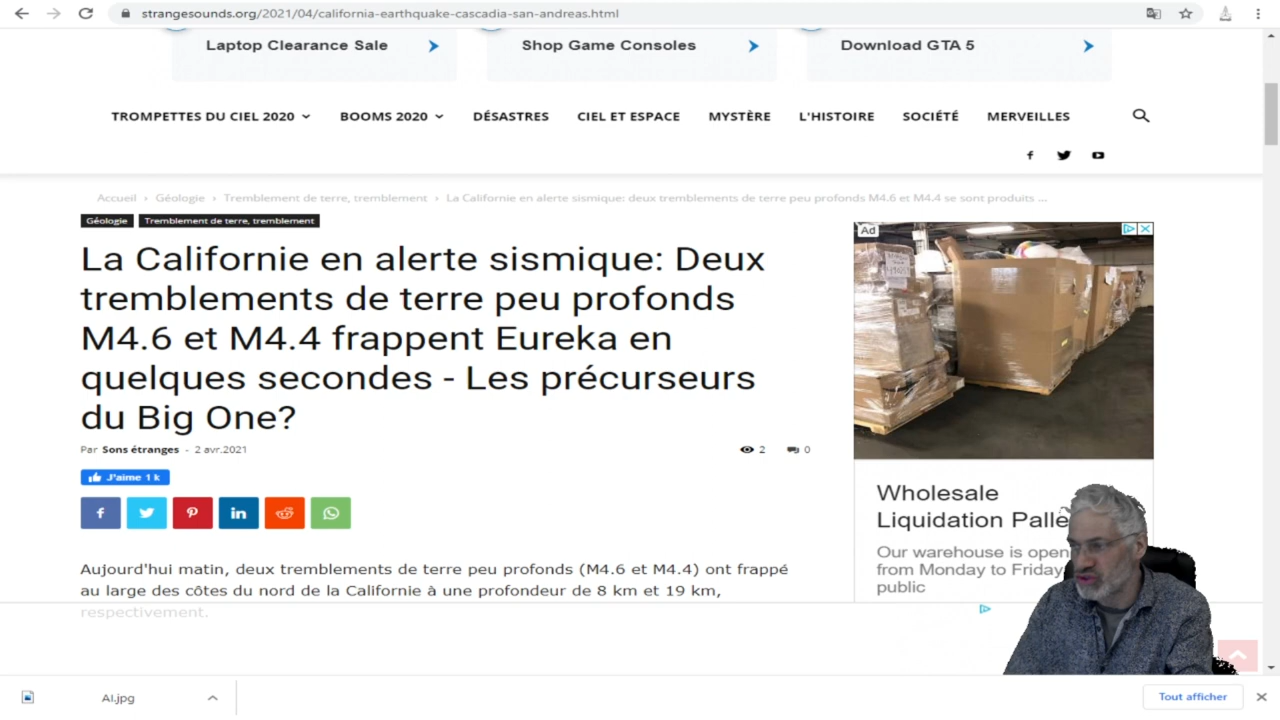 strangesounds.org/2021/04/california-earthquake-cascadia-san-andreas.html
Laptop Clearance Sale
Shop Game Consoles
Download GTA 5
TROMPETTES DU CIEL 2020
BOOMS 2020
DÉSASTRES
CIEL ET ESPACE
MYSTÈRE
L'HISTOIRE
SOCIÉTÉ
MERVEILLES
Accueil › Géologie › Tremblement de terre, tremblement › La Californie en alerte sismique: deux tremblements de terre peu profonds M4.6 et M4.4 se sont produits ...
Géologie
Tremblement de terre, tremblement
La Californie en alerte sismique: Deux
tremblements de terre peu profonds
M4.6 et M4.4 frappent Eureka en
quelques secondes - Les précurseurs
du Big One?
Par Sons étranges - 2 avr.2021
2
0
J'aime 1 k
Aujourd'hui matin, deux tremblements de terre peu profonds (M4.6 et M4.4) ont frappé
au large des côtes du nord de la Californie à une profondeur de 8 km et 19 km,
respectivement.
Ad
Wholesale
Liquidation Palle
Our warehouse is open
from Monday to Friday
public
AI.jpg
Tout afficher